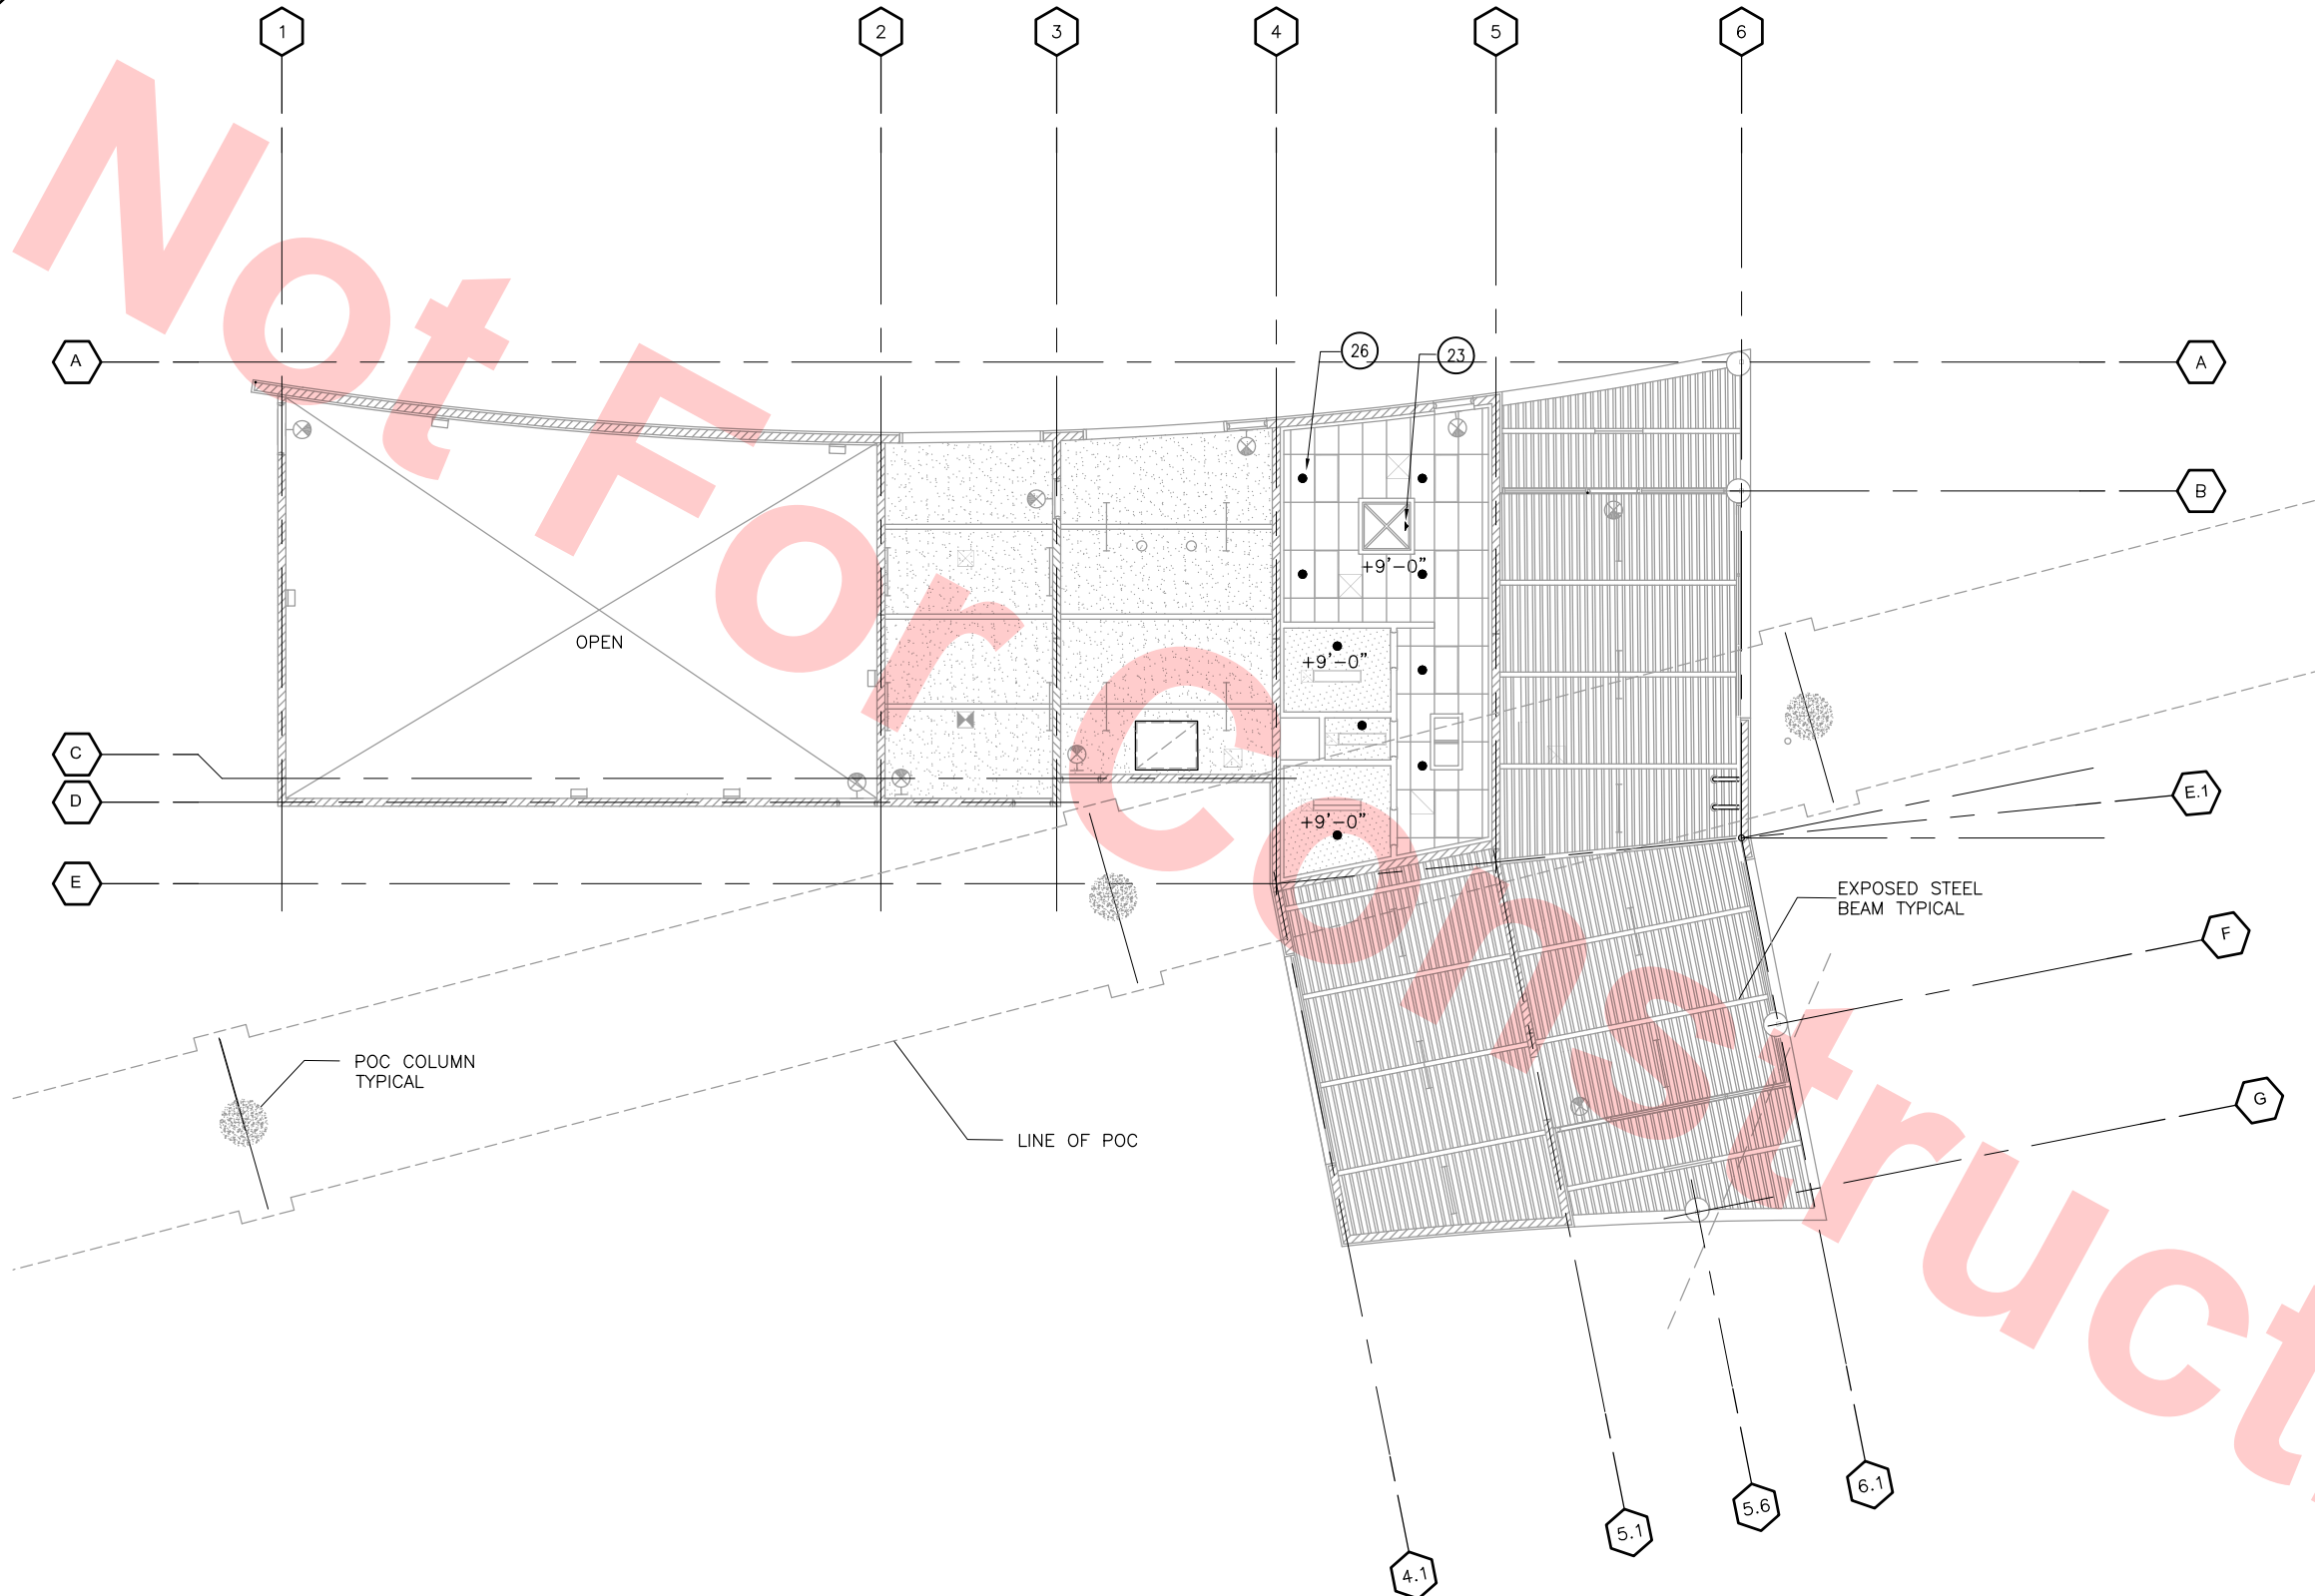 1
2
3
4
5
6
A
26
23
A
B
+9'-0"
OPEN
+9'-0"
C
D
+9'-0"
E.1
E
EXPOSED STEEL
BEAM TYPICAL
F
POC COLUMN
TYPICAL
LINE OF POC
G
6.1
5.6
5.1
4.1
Not For Construct